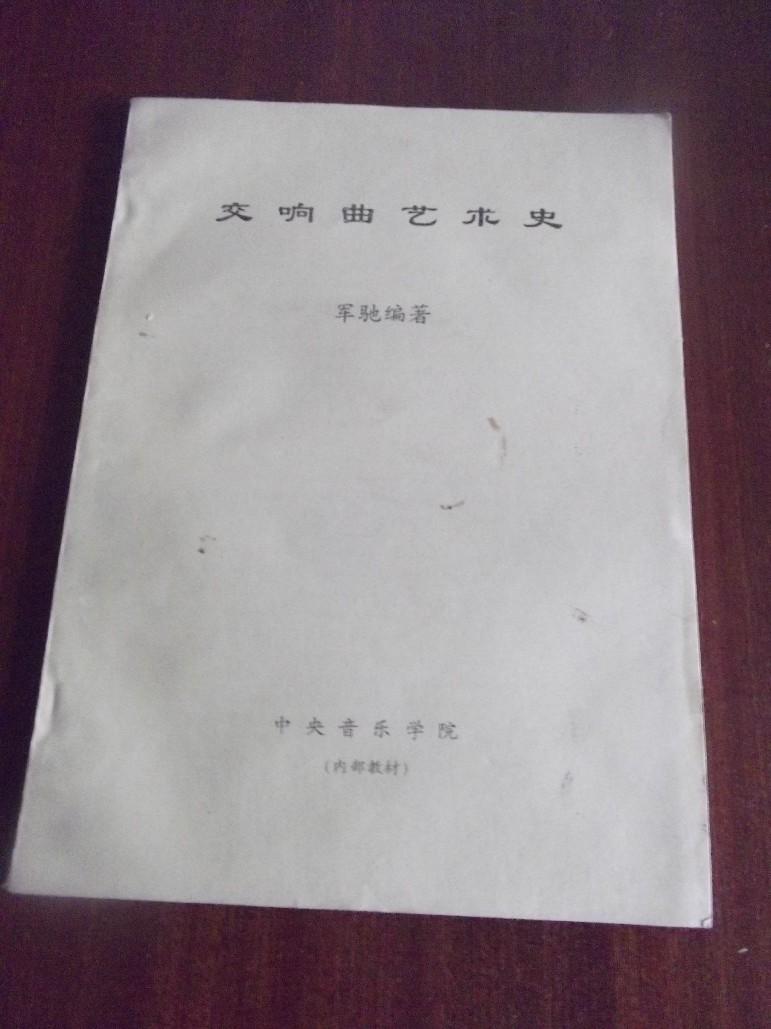 交响曲艺术史
军驰编著
中央音乐学院
(内部教材)